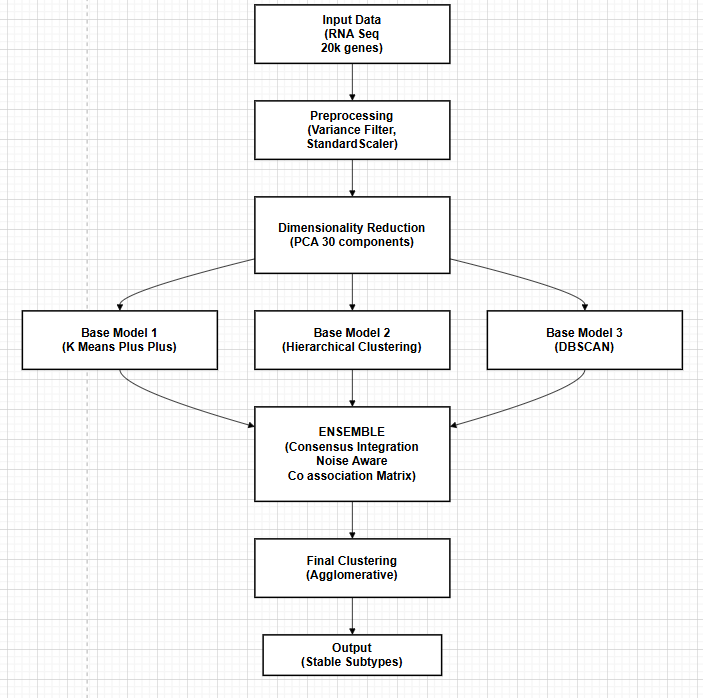 Input Data
(RNA Seq
20k genes)
Preprocessing
(Variance Filter,
StandardScaler)
Dimensionality Reduction
(PCA 30 components)
Base Model 1
(K Means Plus Plus)
Base Model 2
(Hierarchical Clustering)
Base Model 3
(DBSCAN)
ENSEMBLE
(Consensus Integration
Noise Aware
Co association Matrix)
Final Clustering
(Agglomerative)
Output
(Stable Subtypes)